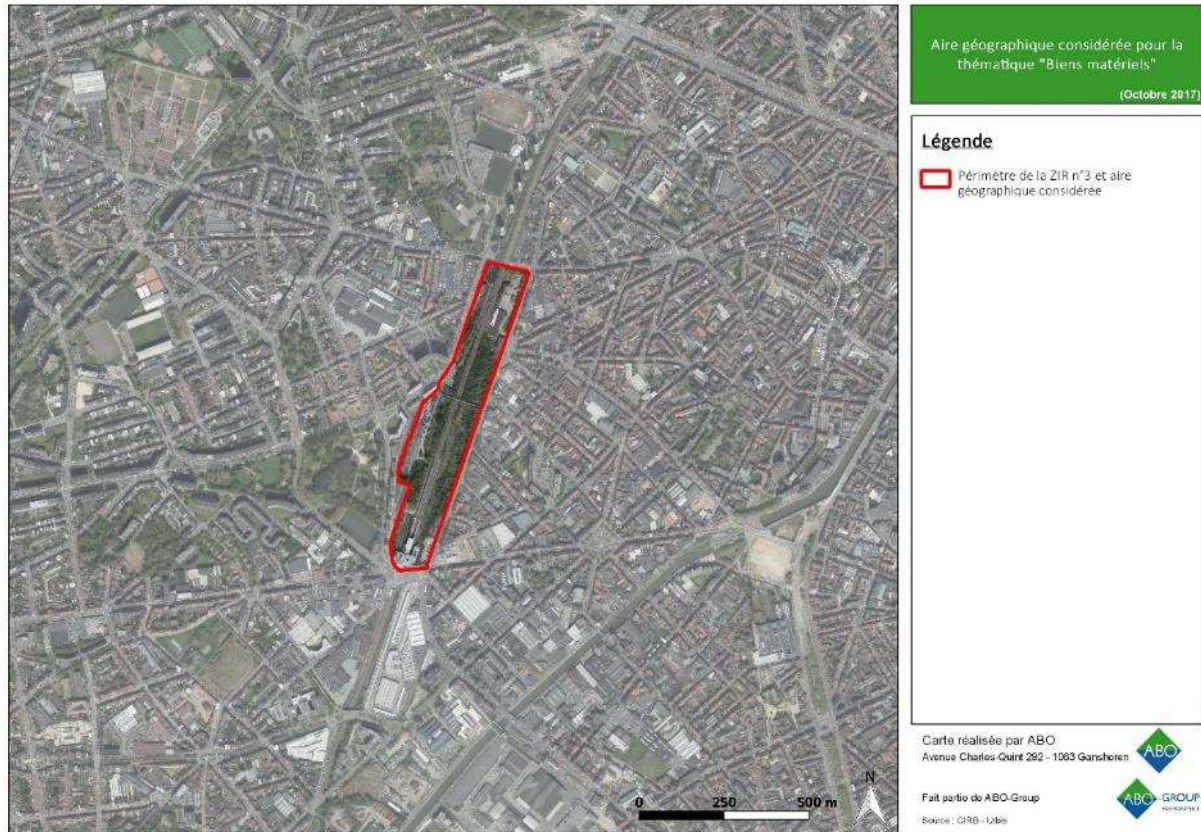 Aire géographique considérée pour la
thématique "Biens matériels"
(Octobre 2017)
Légende
Périmètre de la ZIR n°3 et aire
géographique considérée
N
0 250 500 m
Carte réalisée par ABO
Avenue Charles-Quint 292 - 1083 Ganshoren
ABO
Fait partie de ABO-Group
ABO GROUP
Source : CIRB - Urbis